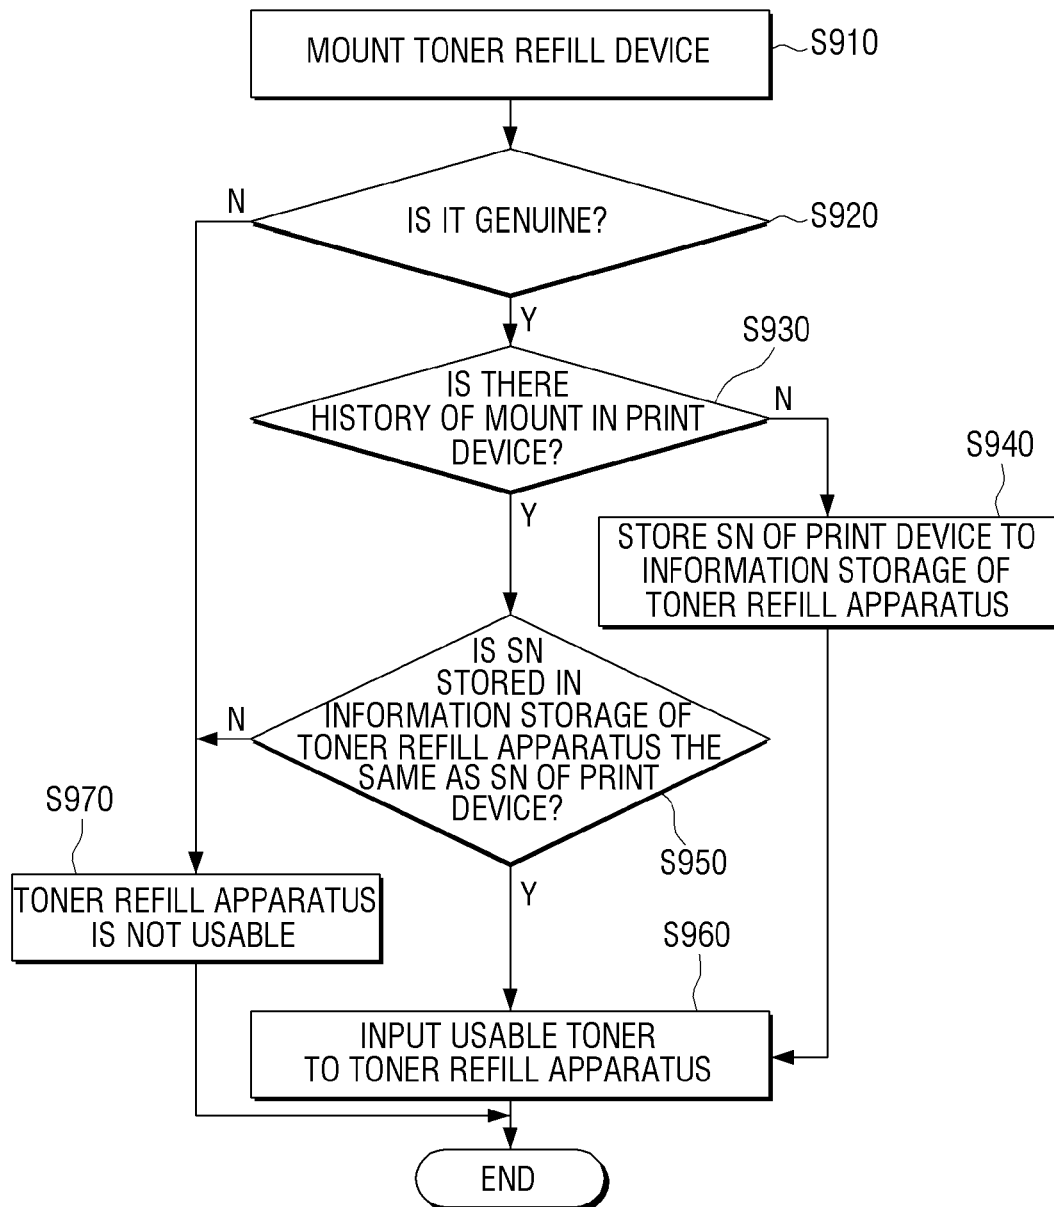 MOUNT TONER REFILL DEVICE
S910
N
IS IT GENUINE?
S920
Y
S930
IS THERE
HISTORY OF MOUNT IN PRINT
DEVICE?
N
S940
Y
STORE SN OF PRINT DEVICE TO
INFORMATION STORAGE OF
TONER REFILL APPARATUS
IS SN
STORED IN
INFORMATION STORAGE OF
TONER REFILL APPARATUS THE
SAME AS SN OF PRINT
DEVICE?
N
S950
S970
Y
TONER REFILL APPARATUS
IS NOT USABLE
S960
INPUT USABLE TONER
TO TONER REFILL APPARATUS
END